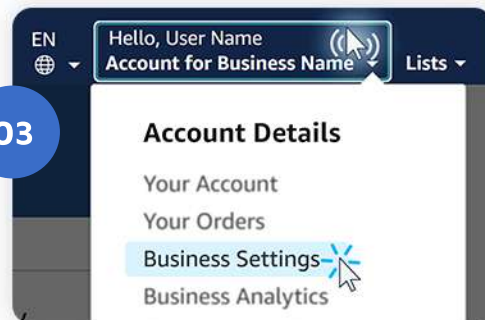 EN
Hello, User Name
Account for Business Name
Lists
03
Account Details
Your Account
Your Orders
Business Settings
Business Analytics